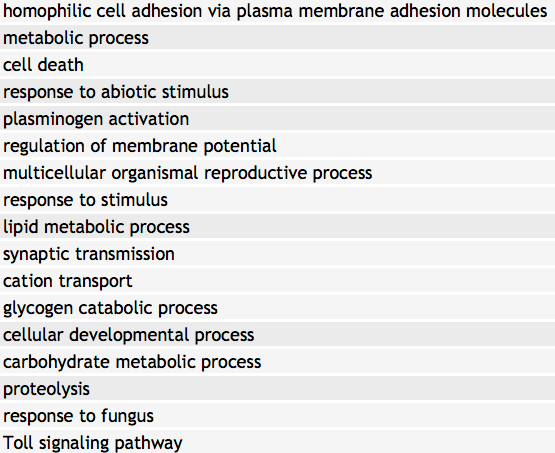 homophilic cell adhesion via plasma membrane adhesion molecules
metabolic process
cell death
response to abiotic stimulus
plasminogen activation
regulation of membrane potential
multicellular organismal reproductive process
response to stimulus
lipid metabolic process
synaptic transmission
cation transport
glycogen catabolic process
cellular developmental process
carbohydrate metabolic process
proteolysis
response to fungus
Toll signaling pathway